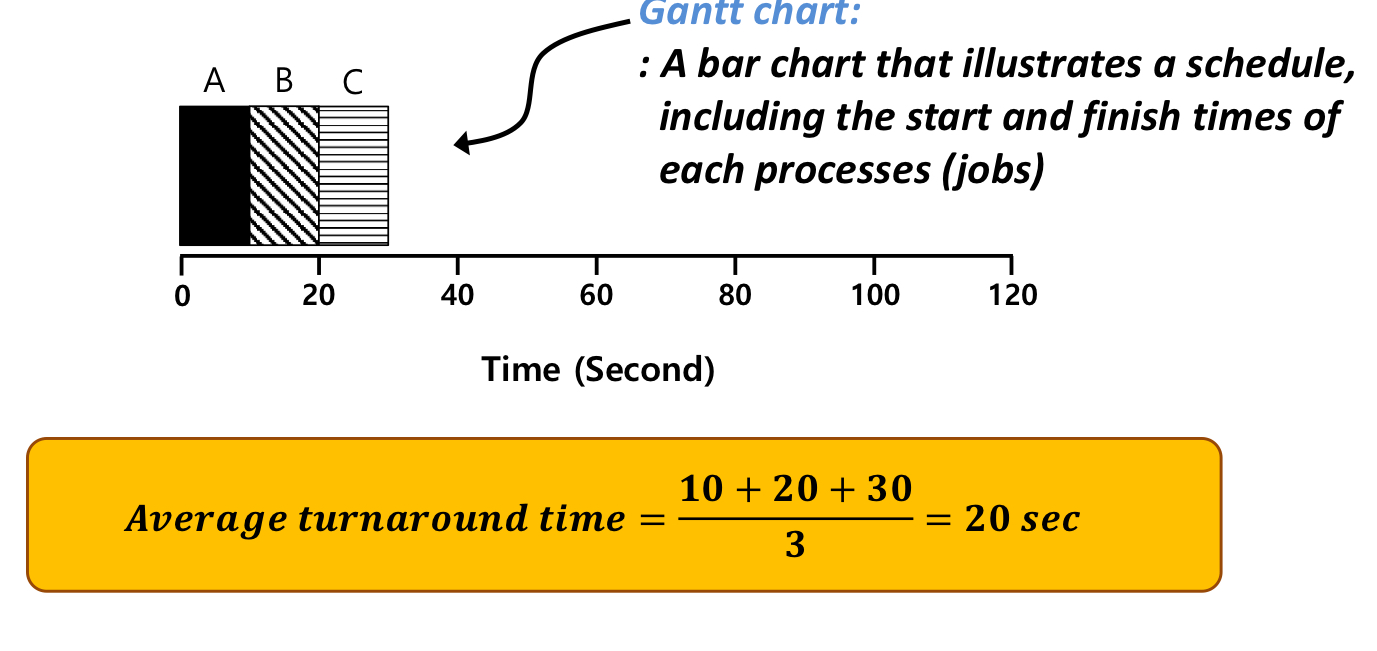 Gantt chart:
: A bar chart that illustrates a schedule,
including the start and finish times of
each processes (jobs)
A B C
0 20 40 60 80 100 120
Time (Second)
Average turnaround time = (10 + 20 + 30) / 3 = 20 sec